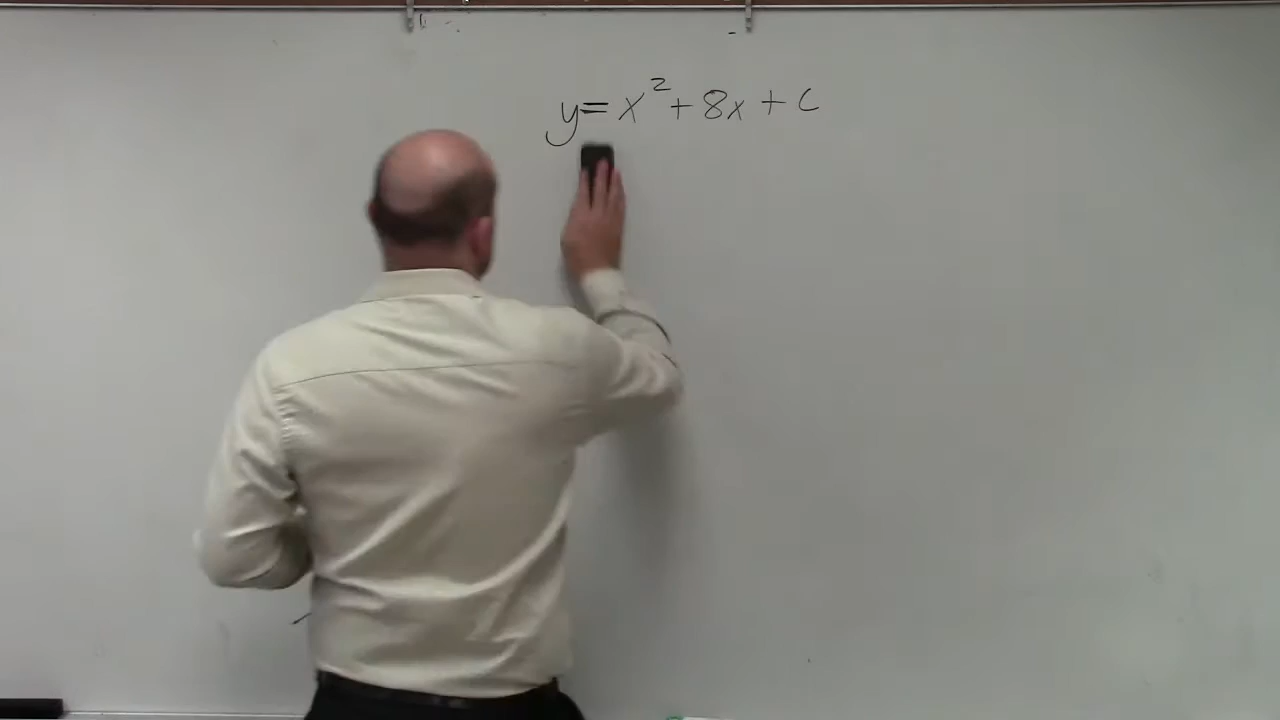 y = x² + 8x + c